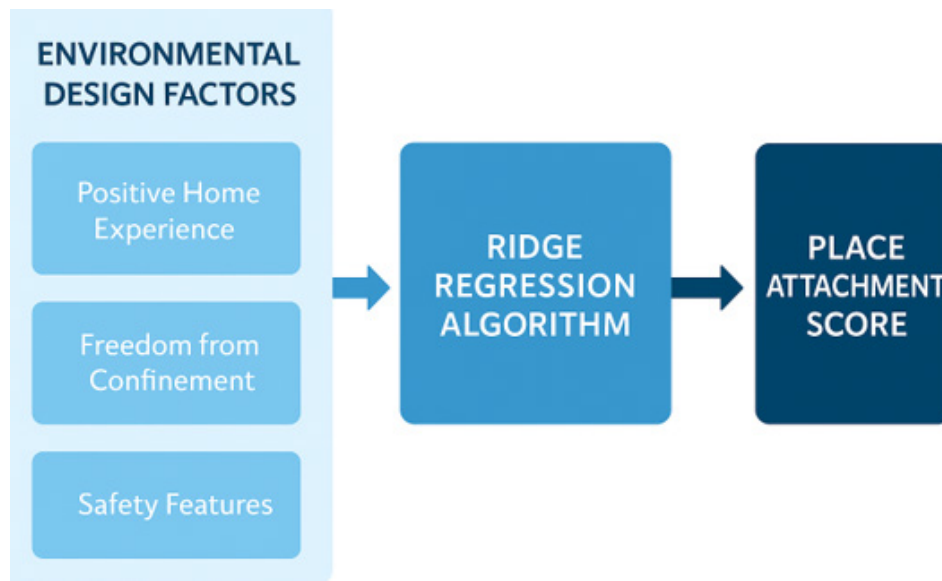 ENVIRONMENTAL
DESIGN FACTORS
Positive Home
Experience
Freedom from
Confinement
Safety Features
RIDGE
REGRESSION
ALGORITHM
PLACE
ATTACHMENT
SCORE